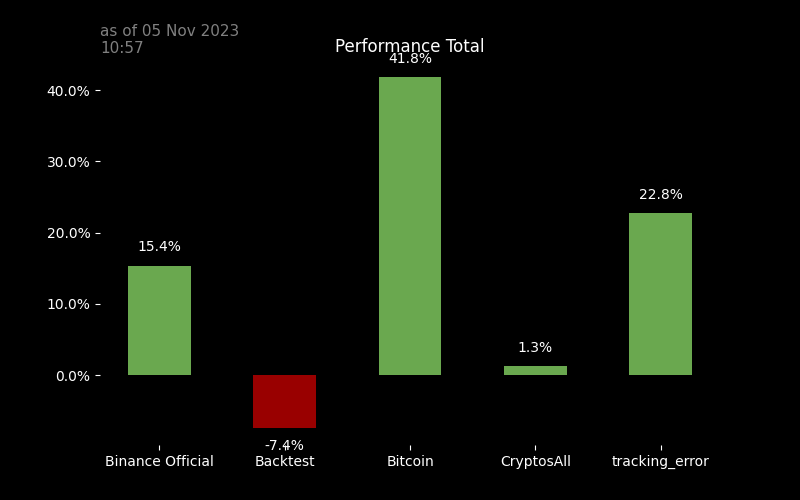 as of 05 Nov 2023
10:57
Performance Total
41.8%
40.0%
30.0%
22.8%
20.0%
15.4%
10.0%
1.3%
0.0%
-7.4%
Binance Official
Backtest
Bitcoin
CryptosAll
tracking_error